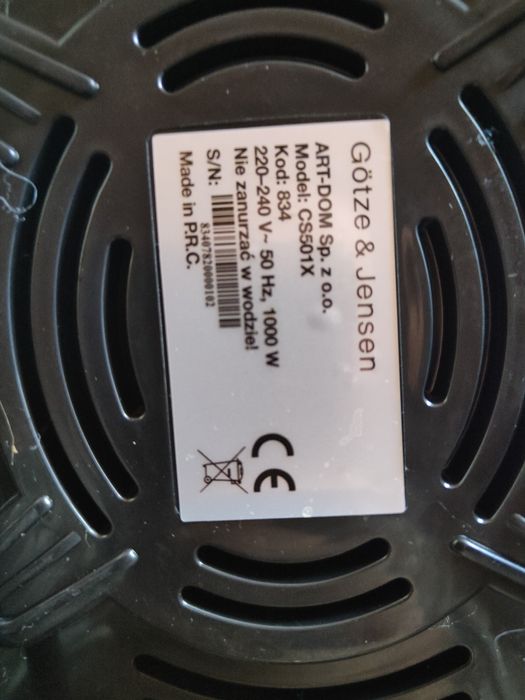 Götze & Jensen
ART-DOM Sp. z o.o.
Model: CS501X
Kod: 834
220–240 V~ 50 Hz, 1000 W
Nie zanurzać w wodzie!
S/N:
83407820000102
Made in P.R.C.
CE